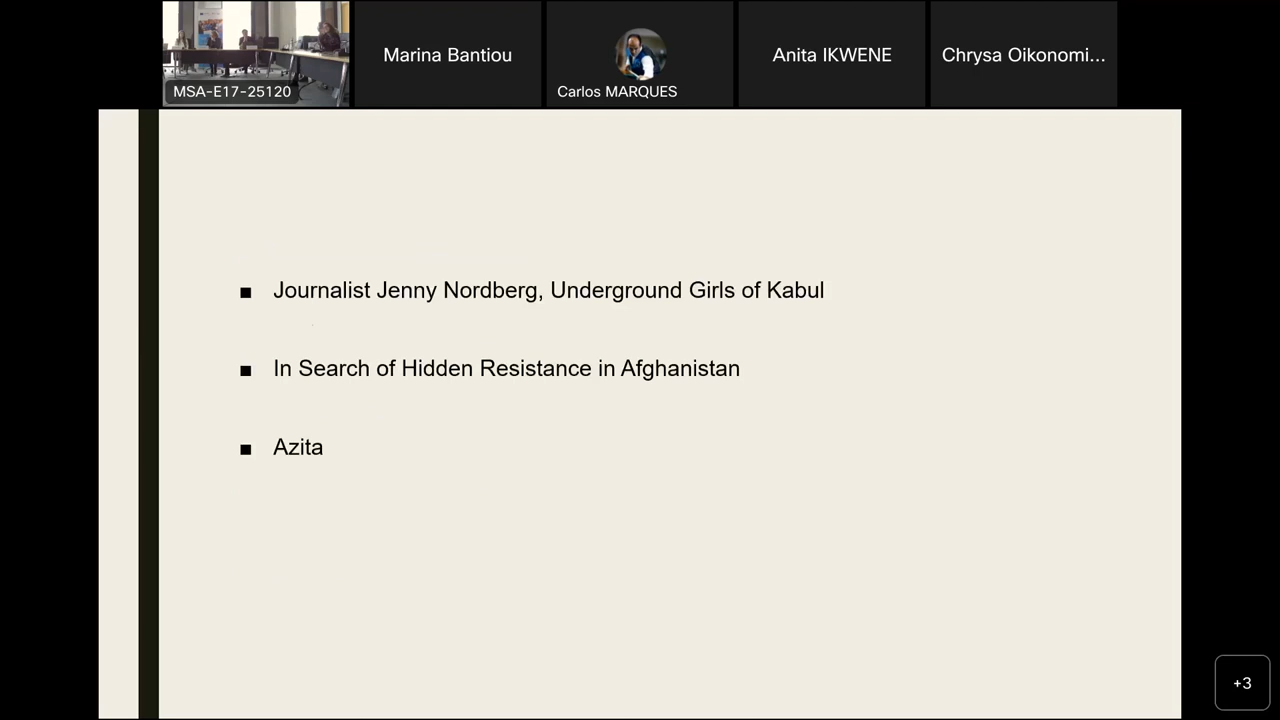 MSA-E17-25120
Marina Bantiou
Carlos MARQUES
Anita IKWENE
Chrysa Oikonomi...
■ Journalist Jenny Nordberg, Underground Girls of Kabul
■ In Search of Hidden Resistance in Afghanistan
■ Azita
+3